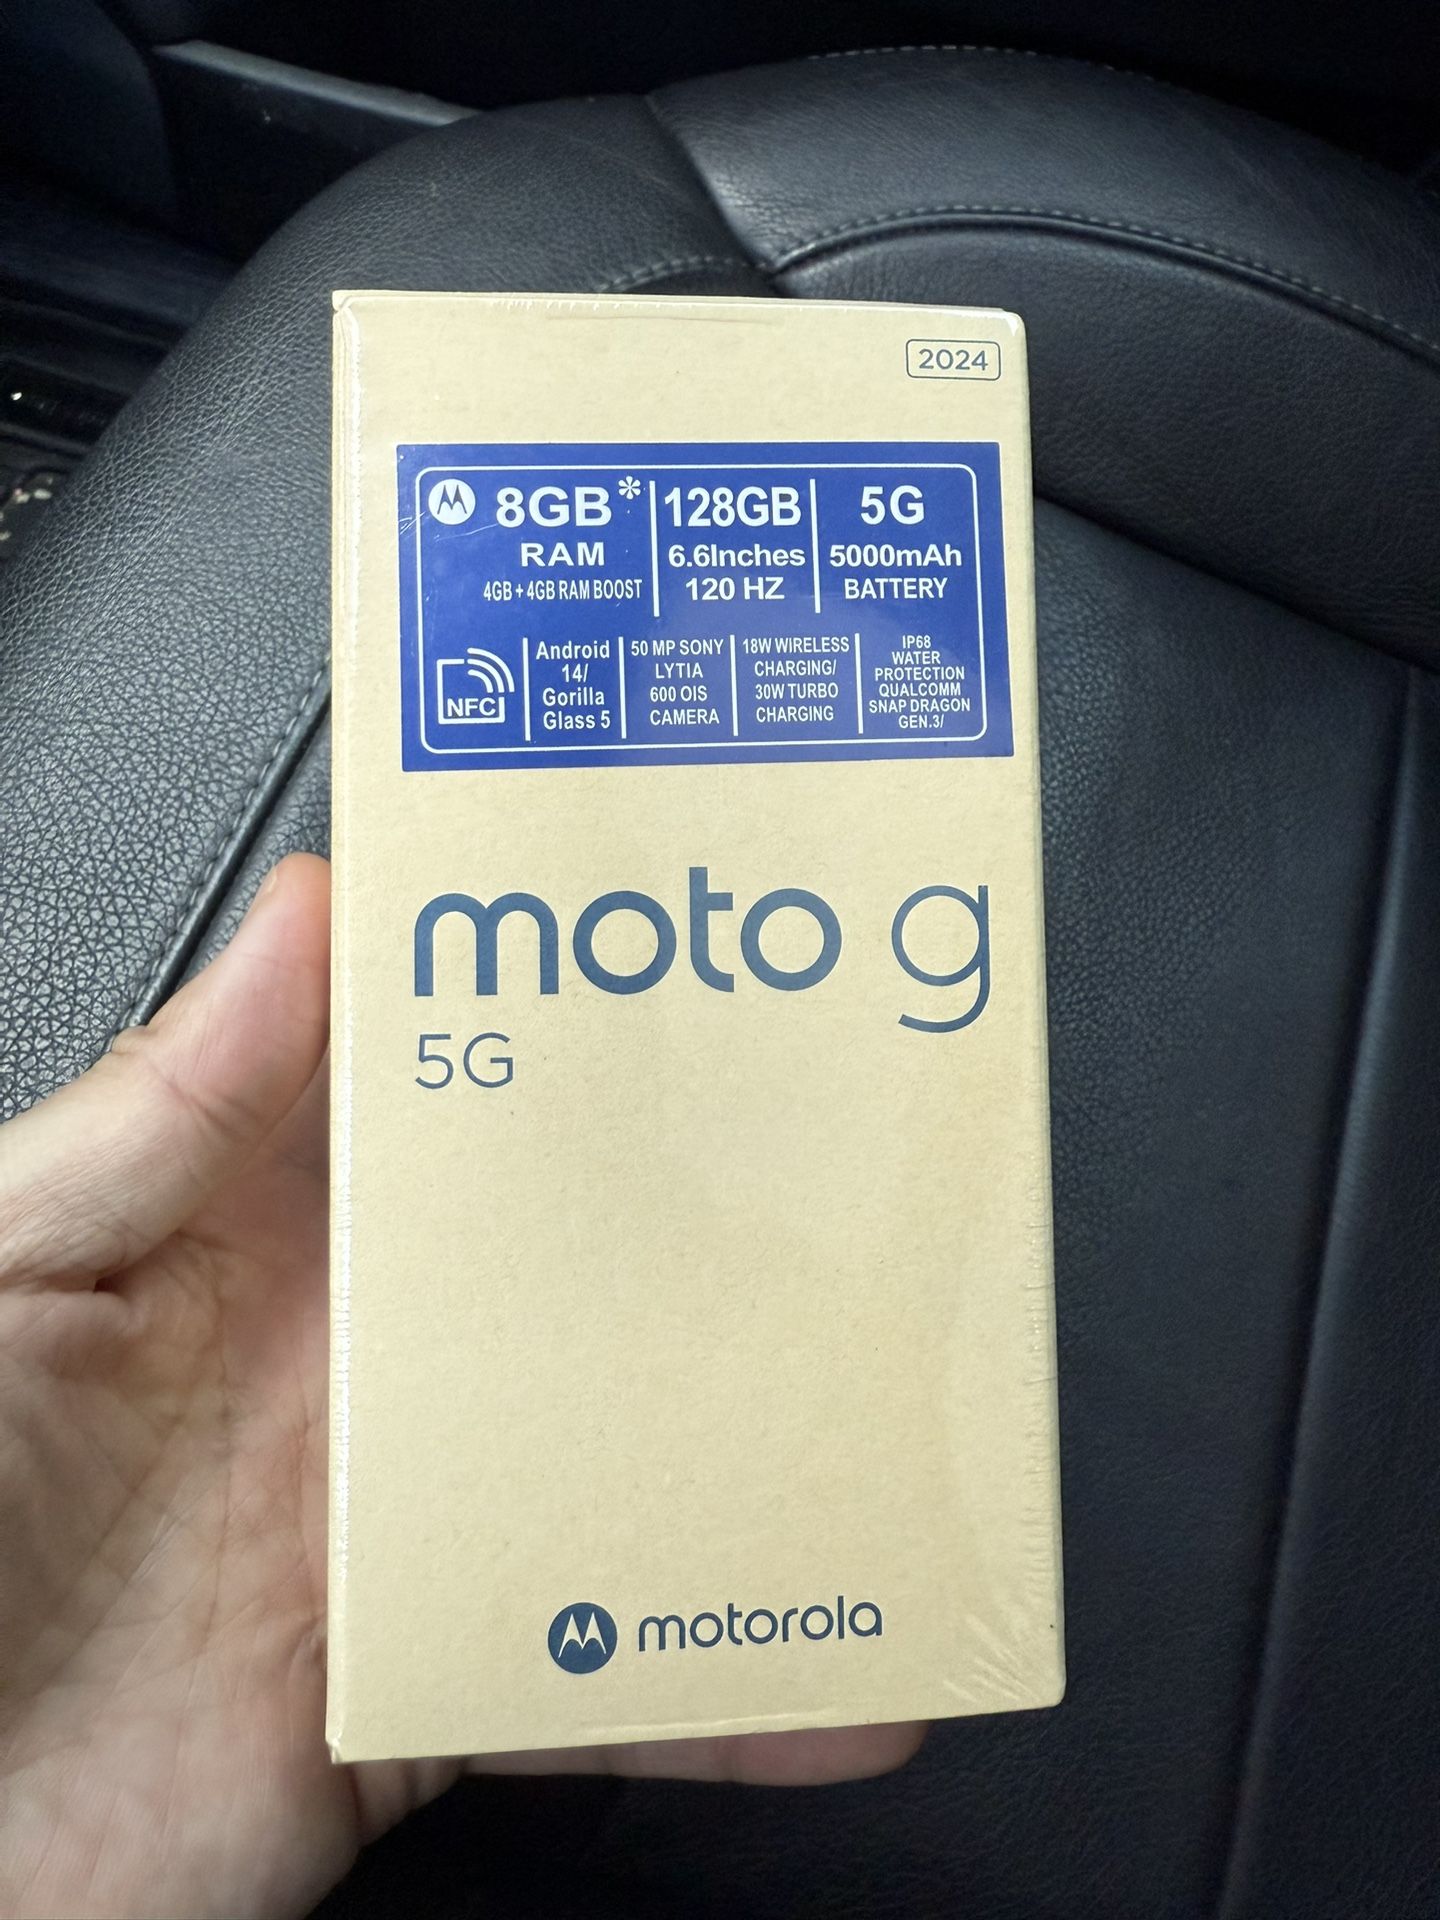 2024
8GB*
RAM
4GB + 4GB RAM BOOST
128GB
6.6Inches
120 HZ
5G
5000mAh
BATTERY
NFC
Android
14/
Gorilla
Glass 5
50 MP SONY
LYTIA
600 OIS
CAMERA
18W WIRELESS
CHARGING/
30W TURBO
CHARGING
IP68
WATER
PROTECTION
QUALCOMM
SNAP DRAGON
GEN.3/
moto g
5G
motorola